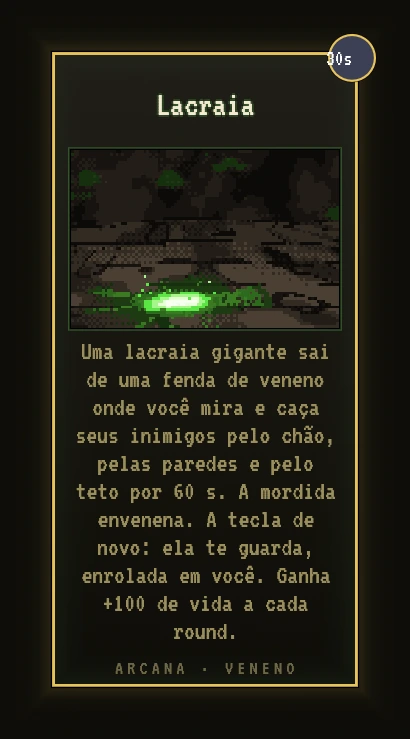 30s
Lacraia
Uma lacraia gigante sai
de uma fenda de veneno
onde você mira e caça
seus inimigos pelo chão,
pelas paredes e pelo
teto por 60 s. A mordida
envenena. A tecla de
novo: ela te guarda,
enrolada em você. Ganha
+100 de vida a cada
round.
ARCANA · VENENO